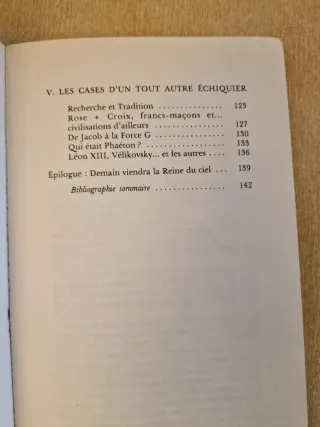 V. LES CASES D'UN TOUT AUTRE ÉCHIQUIER
Recherche et Tradition ............... 123
Rose + Croix, francs-maçons et...
civilisations d'ailleurs .............. 127
De Jacob à la Force G .............. 130
Qui était Phaéton ? ................. 133
Léon XIII, Vélikovsky... et les autres .. 136
Épilogue : Demain viendra la Reine du ciel ... 139
Bibliographie sommaire .............. 142